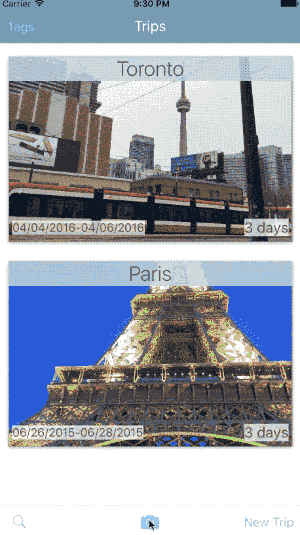 Carrier 9:30 PM
Tags Trips
Toronto
04/04/2016-04/06/2016 3 days
Paris
06/26/2015-06/28/2015 3 days
New Trip